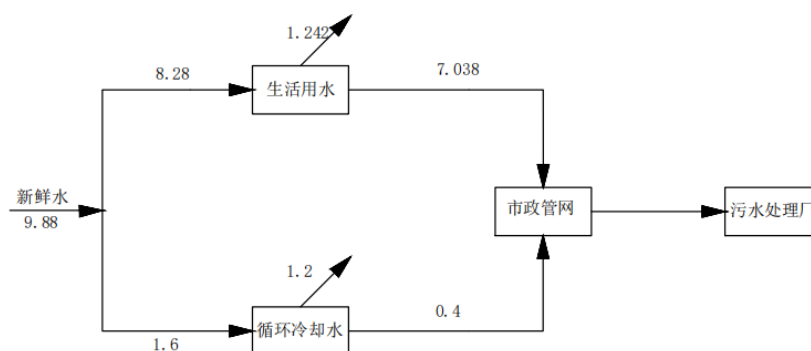 1.242
8.28
生活用水
7.038
新鲜水
9.88
市政管网
污水处理厂
1.2
1.6
循环冷却水
0.4